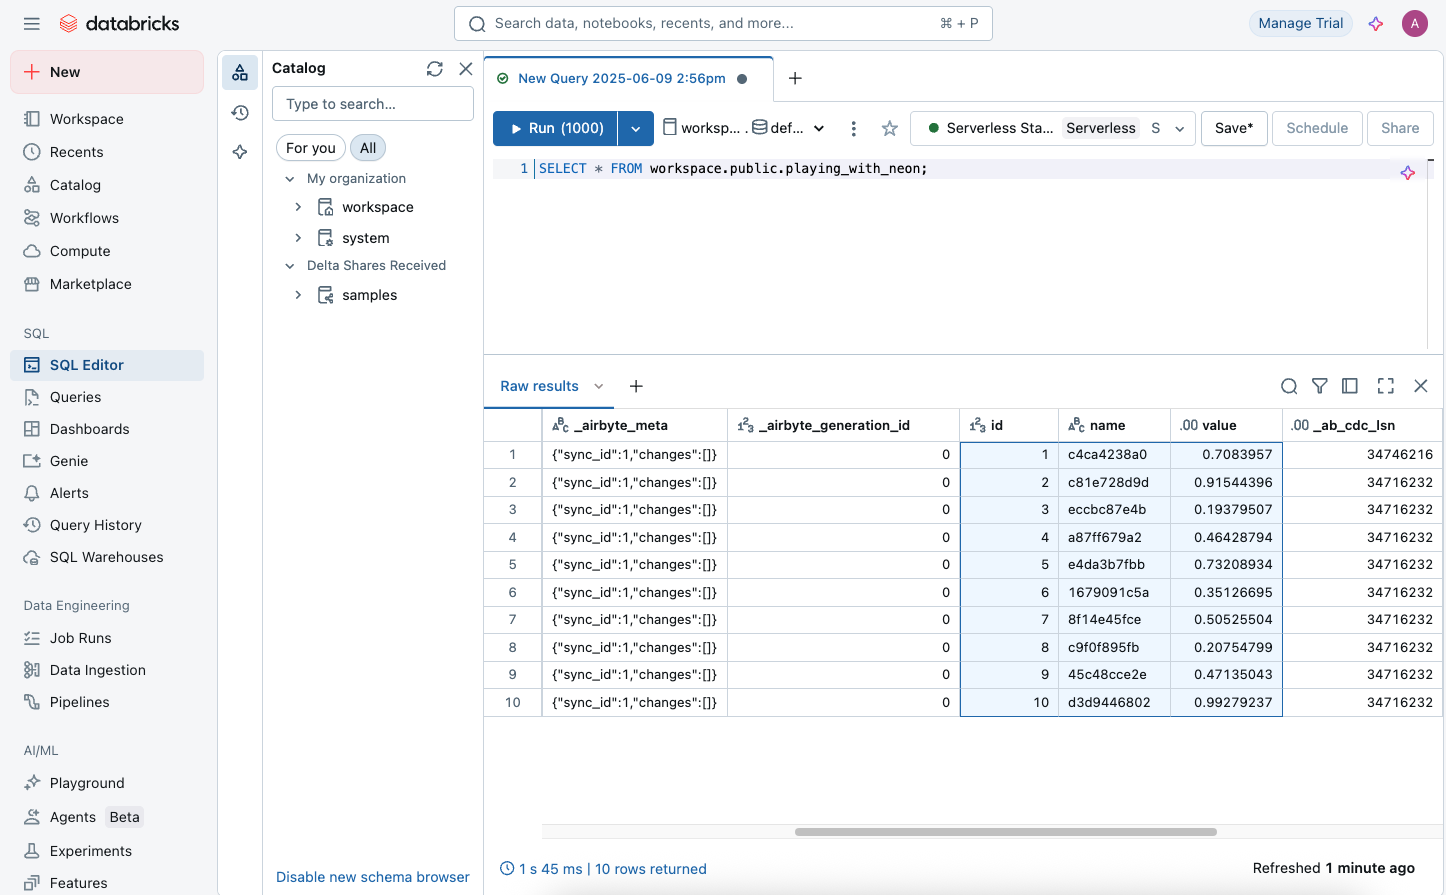 databricks
Search data, notebooks, recents, and more...
⌘ + P
Manage Trial
A
New
Workspace
Recents
Catalog
Workflows
Compute
Marketplace
SQL
SQL Editor
Queries
Dashboards
Genie
Alerts
Query History
SQL Warehouses
Data Engineering
Job Runs
Data Ingestion
Pipelines
AI/ML
Playground
Agents Beta
Experiments
Features
Catalog
Type to search...
For you All
My organization
workspace
system
Delta Shares Received
samples
Disable new schema browser
New Query 2025-06-09 2:56pm
Run (1000)
worksp... . def...
Serverless Sta... Serverless S
Save*
Schedule
Share
1 SELECT * FROM workspace.public.playing_with_neon;
Raw results
_airbyte_meta _airbyte_generation_id id name value _ab_cdc_lsn
1 {"sync_id":1,"changes":[]} 0 1 c4ca4238a0 0.7083957 34746216
2 {"sync_id":1,"changes":[]} 0 2 c81e728d9d 0.91544396 34716232
3 {"sync_id":1,"changes":[]} 0 3 eccbc87e4b 0.19379507 34716232
4 {"sync_id":1,"changes":[]} 0 4 a87ff679a2 0.46428794 34716232
5 {"sync_id":1,"changes":[]} 0 5 e4da3b7fbb 0.73208934 34716232
6 {"sync_id":1,"changes":[]} 0 6 1679091c5a 0.35126695 34716232
7 {"sync_id":1,"changes":[]} 0 7 8f14e45fce 0.50525504 34716232
8 {"sync_id":1,"changes":[]} 0 8 c9f0f895fb 0.20754799 34716232
9 {"sync_id":1,"changes":[]} 0 9 45c48cce2e 0.47135043 34716232
10 {"sync_id":1,"changes":[]} 0 10 d3d9446802 0.99279237 34716232
1 s 45 ms | 10 rows returned
Refreshed 1 minute ago